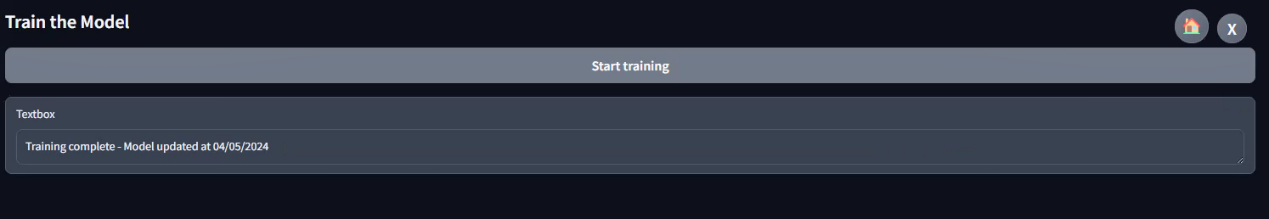 Train the Model
X
Start training
Textbox
Training complete - Model updated at 04/05/2024